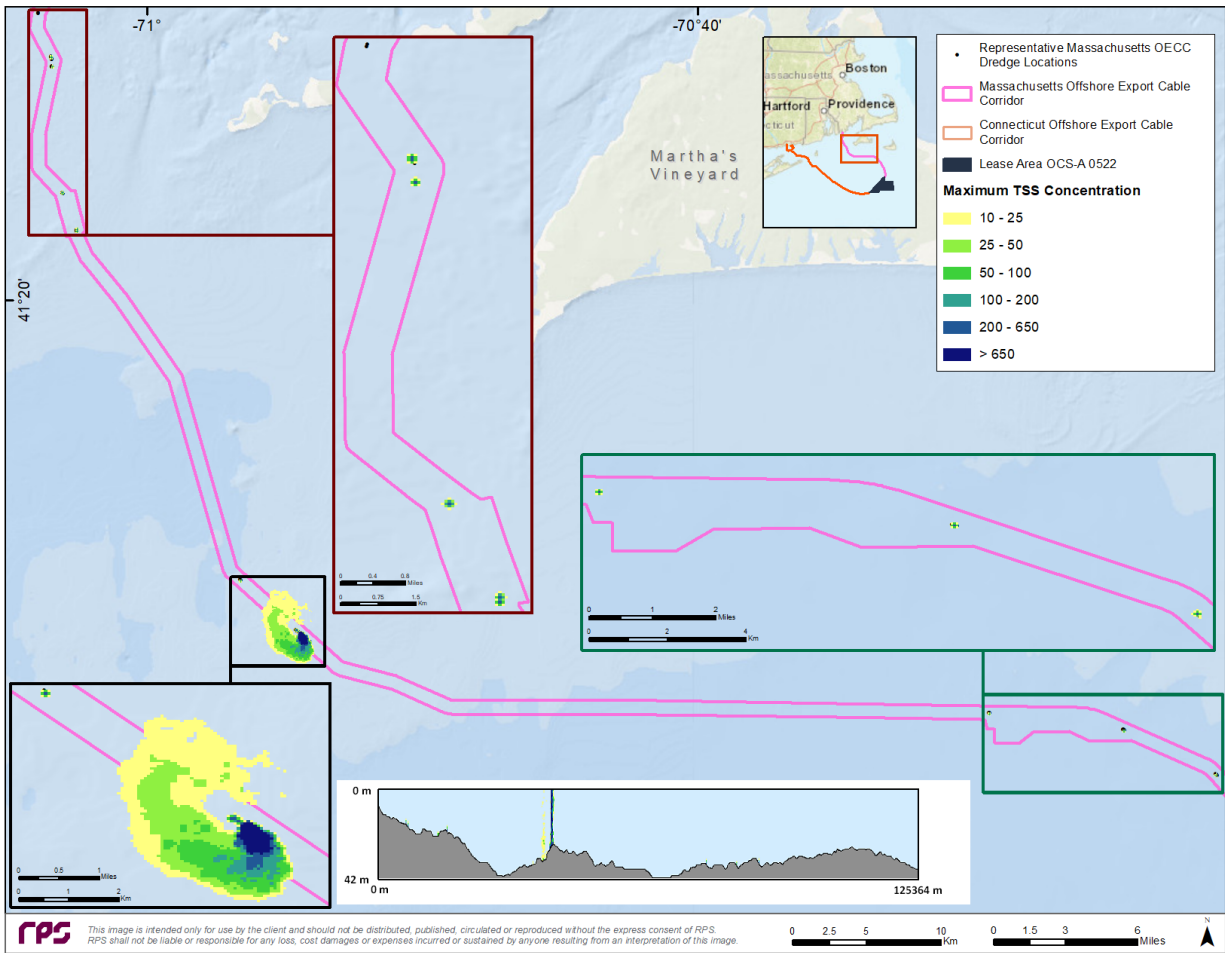 -71°
-70°40'
41°20'
Martha's
Vineyard
Boston
assachusetts
Hartford
Providence
cticut
Representative Massachusetts OECC
Dredge Locations
Massachusetts Offshore Export Cable
Corridor
Connecticut Offshore Export Cable
Corridor
Lease Area OCS-A 0522
Maximum TSS Concentration
10 - 25
25 - 50
50 - 100
100 - 200
200 - 650
> 650
0 0.4 0.8
Miles
0 0.75 1.5
Km
0 1 2
Miles
0 2 4
Km
0 0.5 1
Miles
0 1 2
Km
0 m
42 m
0 m
125364 m
rps
This image is intended only for use by the client and should not be distributed, published, circulated or reproduced without the express consent of RPS.
RPS shall not be liable or responsible for any loss, cost damages or expenses incurred or sustained by anyone resulting from an interpretation of this image.
0 2.5 5 10
Km
0 1.5 3 6
Miles
N